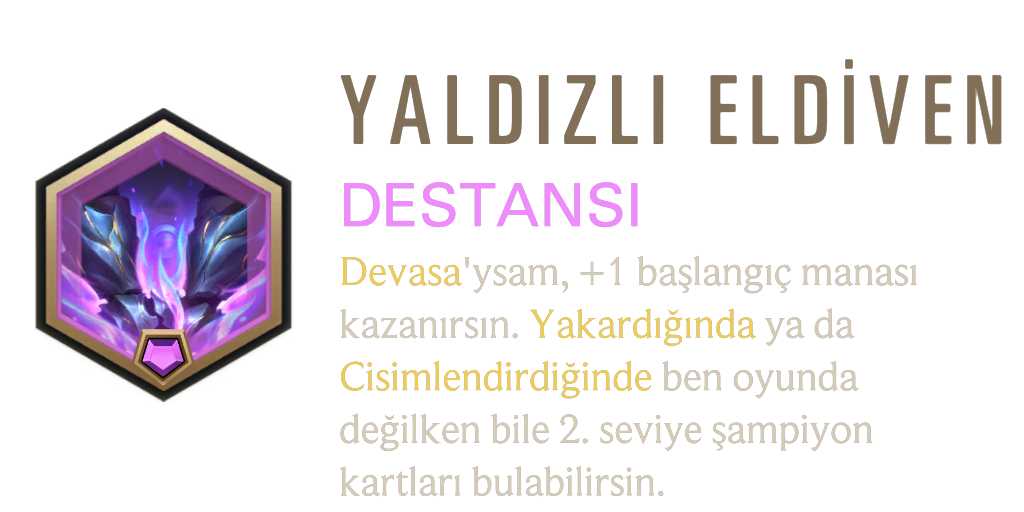 YALDIZLI ELDİVEN
DESTANSI
Devasa'ysam, +1 başlangıç manası
kazanırsın. Yakardığında ya da
Cisimlendirdiğinde ben oyunda
değilken bile 2. seviye şampiyon
kartları bulabilirsin.